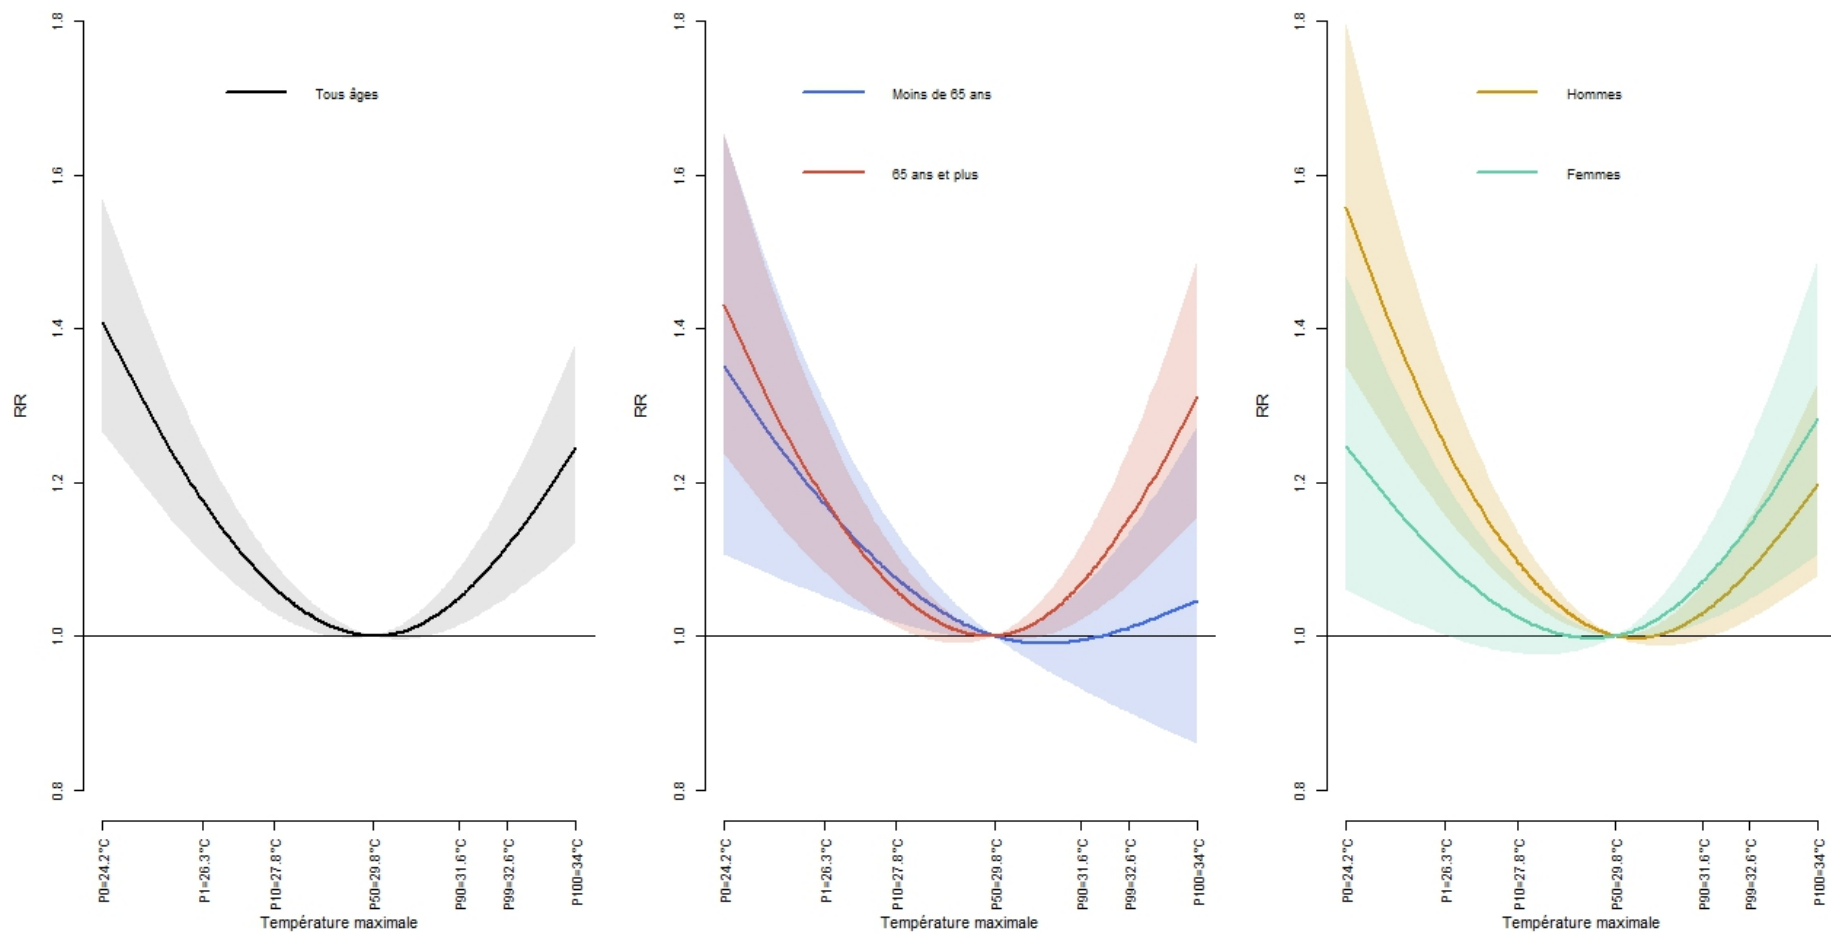 1.8
1.6
1.4
1.2
1.0
0.8
RR
Tous âges
P0=24.2°C
P1=26.3°C
P10=27.8°C
P50=29.8°C
P90=31.6°C
P99=32.6°C
P100=34°C
Température maximale
1.8
1.6
1.4
1.2
1.0
0.8
RR
Moins de 65 ans
65 ans et plus
P0=24.2°C
P1=26.3°C
P10=27.8°C
P50=29.8°C
P90=31.6°C
P99=32.6°C
P100=34°C
Température maximale
1.8
1.6
1.4
1.2
1.0
0.8
RR
Hommes
Femmes
P0=24.2°C
P1=26.3°C
P10=27.8°C
P50=29.8°C
P90=31.6°C
P99=32.6°C
P100=34°C
Température maximale